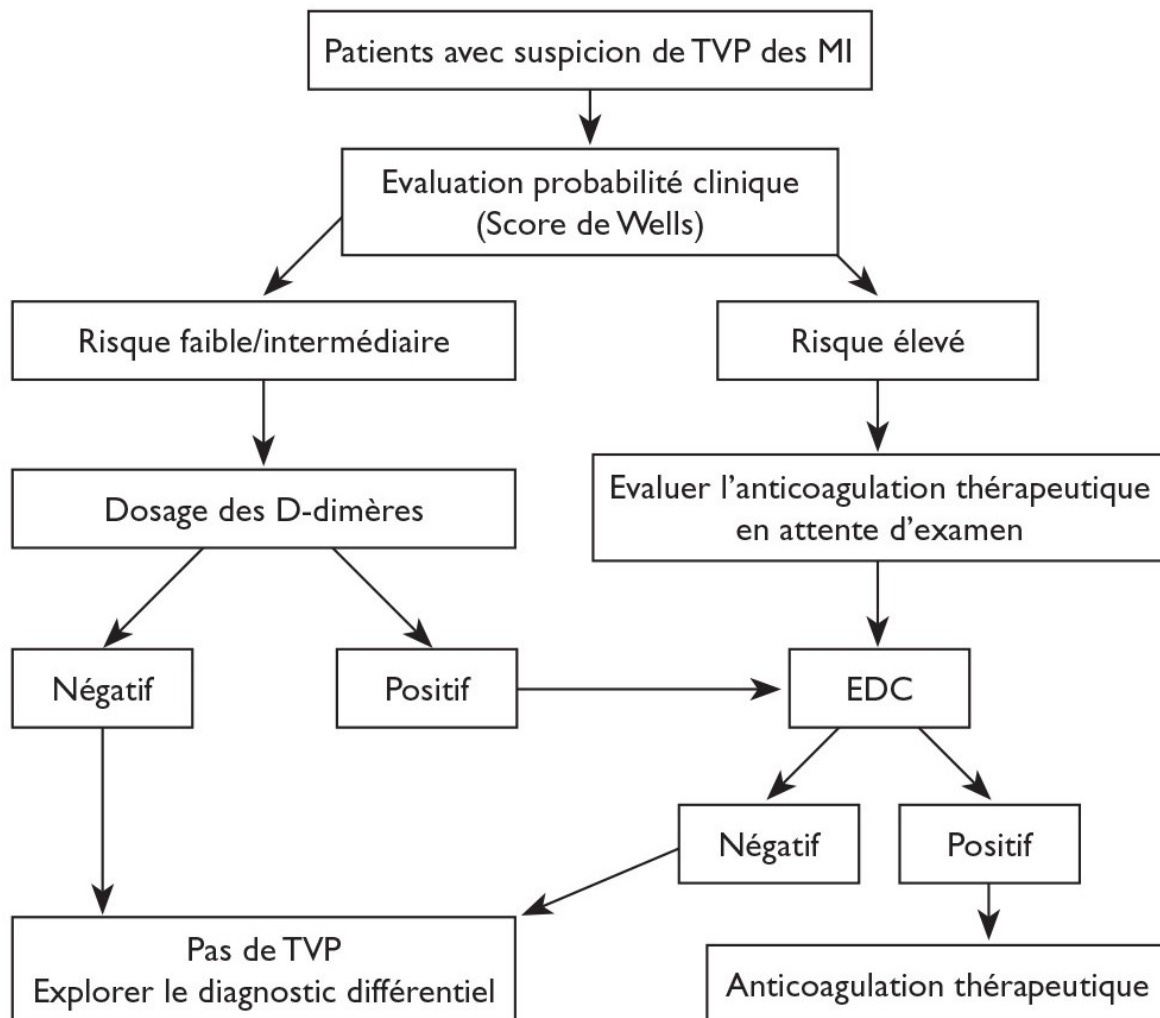 Patients avec suspicion de TVP des MI
Evaluation probabilité clinique
(Score de Wells)
Risque faible/intermédiaire
Risque élevé
Dosage des D-dimères
Evaluer l'anticoagulation thérapeutique
en attente d'examen
Négatif
Positif
EDC
Négatif
Positif
Pas de TVP
Explorer le diagnostic différentiel
Anticoagulation thérapeutique